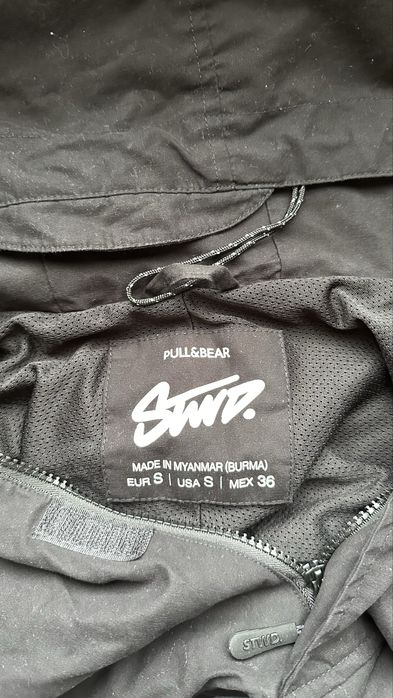 PULL&BEAR
STWD.
MADE IN MYANMAR (BURMA)
EUR S | USA S | MEX 36
STWD.